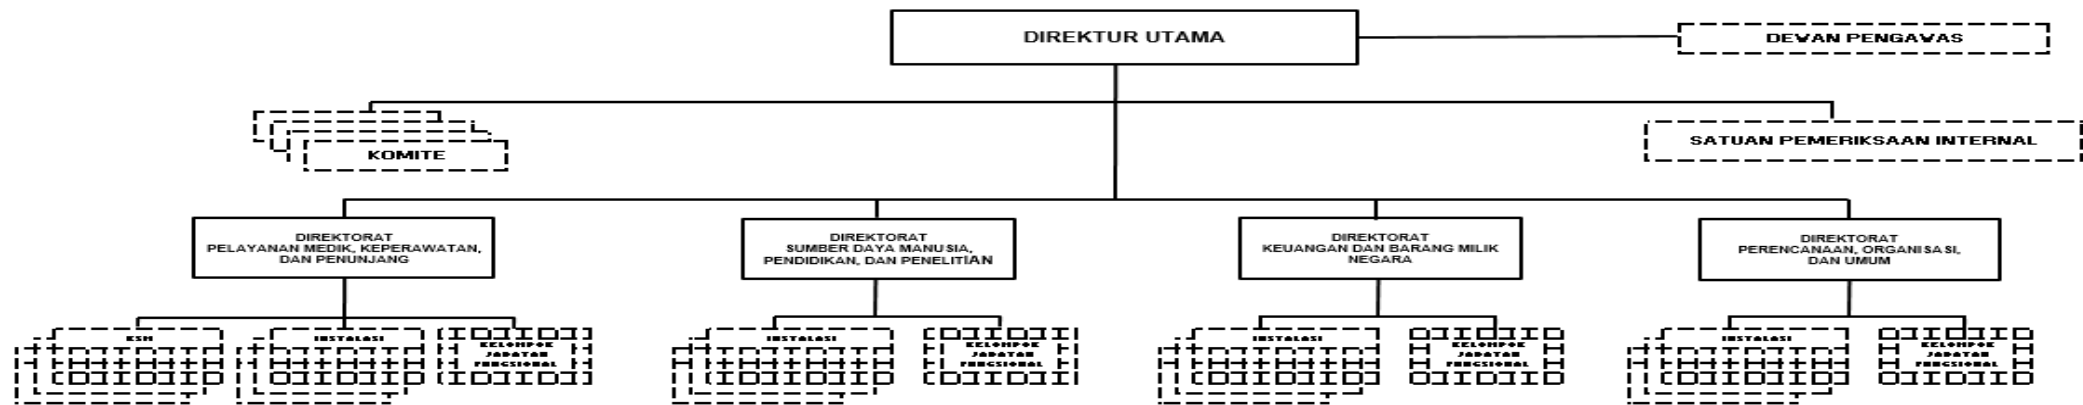 DIREKTUR UTAMA
DEWAN PENGAWAS
KOMITE
SATUAN PEMERIKSAAN INTERNAL
DIREKTORAT
PELAYANAN MEDIK, KEPERAWATAN,
DAN PENUNJANG
DIREKTORAT
SUMBER DAYA MANUSIA,
PENDIDIKAN, DAN PENELITIAN
DIREKTORAT
KEUANGAN DAN BARANG MILIK
NEGARA
DIREKTORAT
PERENCANAAN, ORGANISASI,
DAN UMUM
KSM
INSTALASI
KELOMPOK
JABATAN
FUNGSIONAL
INSTALASI
KELOMPOK
JABATAN
FUNGSIONAL
INSTALASI
KELOMPOK
JABATAN
FUNGSIONAL
INSTALASI
KELOMPOK
JABATAN
FUNGSIONAL